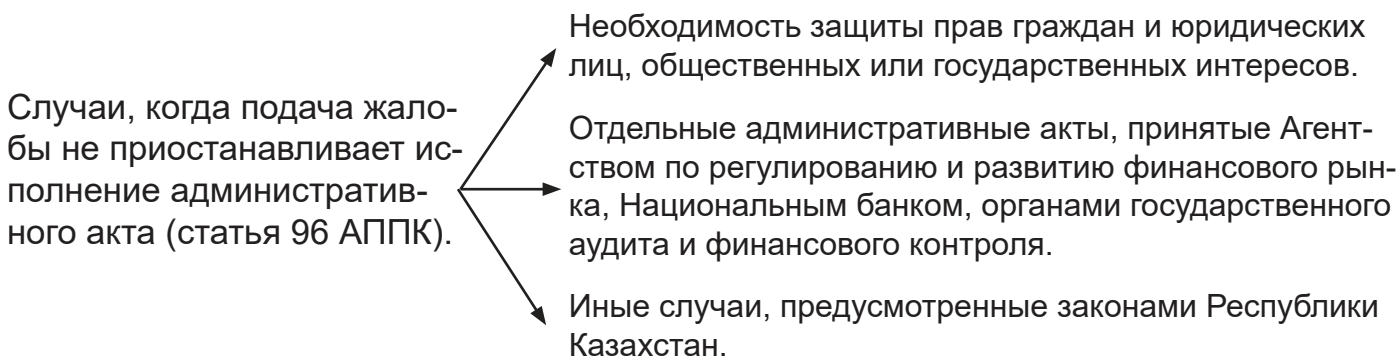 Случаи, когда подача жало-
бы не приостанавливает ис-
полнение административ-
ного акта (статья 96 АППК).
Необходимость защиты прав граждан и юридических
лиц, общественных или государственных интересов.
Отдельные административные акты, принятые Агент-
ством по регулированию и развитию финансового рын-
ка, Национальным банком, органами государственного
аудита и финансового контроля.
Иные случаи, предусмотренные законами Республики
Казахстан.